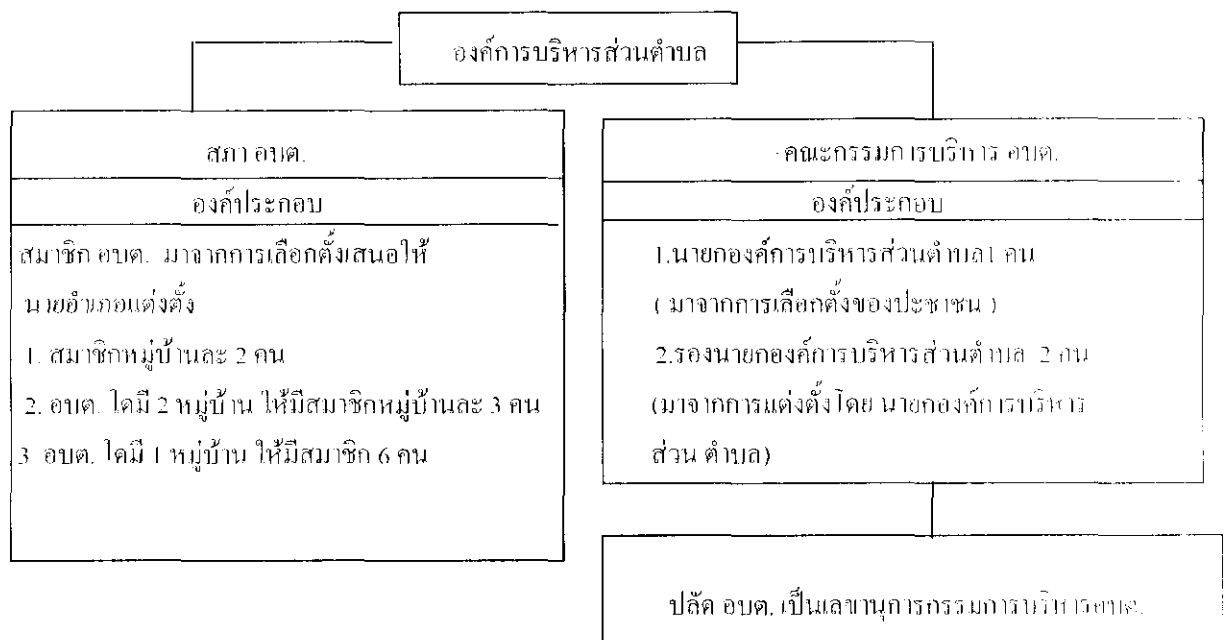 องค์การบริหารส่วนตำบล
สภา อบต.
องค์ประกอบ
สมาชิก อบต. มาจากการเลือกตั้งเสนอให้
นายอำเภอแต่งตั้ง
1. สมาชิกหมู่บ้านละ 2 คน
2. อบต. ใดมี 2 หมู่บ้าน ให้มีสมาชิกหมู่บ้านละ 3 คน
3 อบต. ใดมี 1 หมู่บ้าน ให้มีสมาชิก 6 คน
คณะกรรมการบริหาร อบต.
องค์ประกอบ
1.นายกองค์การบริหารส่วนตำบล1 คน
( มาจากการเลือกตั้งของประชาชน )
2.รองนายกองค์การบริหารส่วนตำบล 2 คน
(มาจากการแต่งตั้งโดย นายกองค์การบริหาร
ส่วน ตำบล)
ปลัด อบต. เป็นเลขานุการกรรมการบริหารอบต.